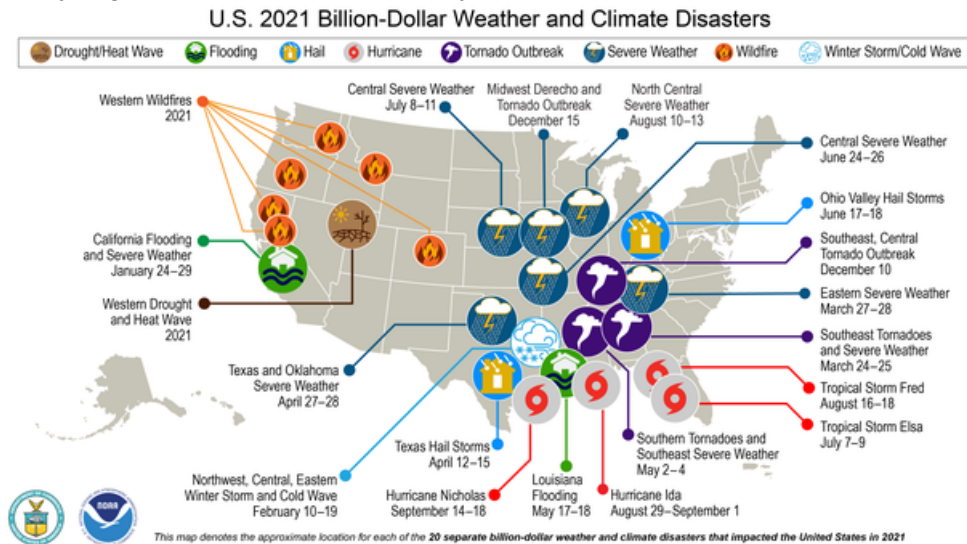 U.S. 2021 Billion-Dollar Weather and Climate Disasters
Drought/Heat Wave
Flooding
Hail
Hurricane
Tornado Outbreak
Severe Weather
Wildfire
Winter Storm/Cold Wave
Western Wildfires
2021
Central Severe Weather
July 8–11
Midwest Derecho and
Tornado Outbreak
December 15
North Central
Severe Weather
August 10–13
Central Severe Weather
June 24–26
Ohio Valley Hail Storms
June 17–18
California Flooding
and Severe Weather
January 24–29
Southeast, Central
Tornado Outbreak
December 10
Eastern Severe Weather
March 27–28
Western Drought
and Heat Wave
2021
Southeast Tornadoes
and Severe Weather
March 24–25
Texas and Oklahoma
Severe Weather
April 27–28
Tropical Storm Fred
August 16–18
Tropical Storm Elsa
July 7–9
Texas Hail Storms
April 12–15
Southern Tornadoes and
Southeast Severe Weather
May 2–4
Northwest, Central, Eastern
Winter Storm and Cold Wave
February 10–19
Hurricane Nicholas
September 14–18
Louisiana
Flooding
May 17–18
Hurricane Ida
August 29–September 1
NOAA
This map denotes the approximate location for each of the 20 separate billion-dollar weather and climate disasters that impacted the United States in 2021